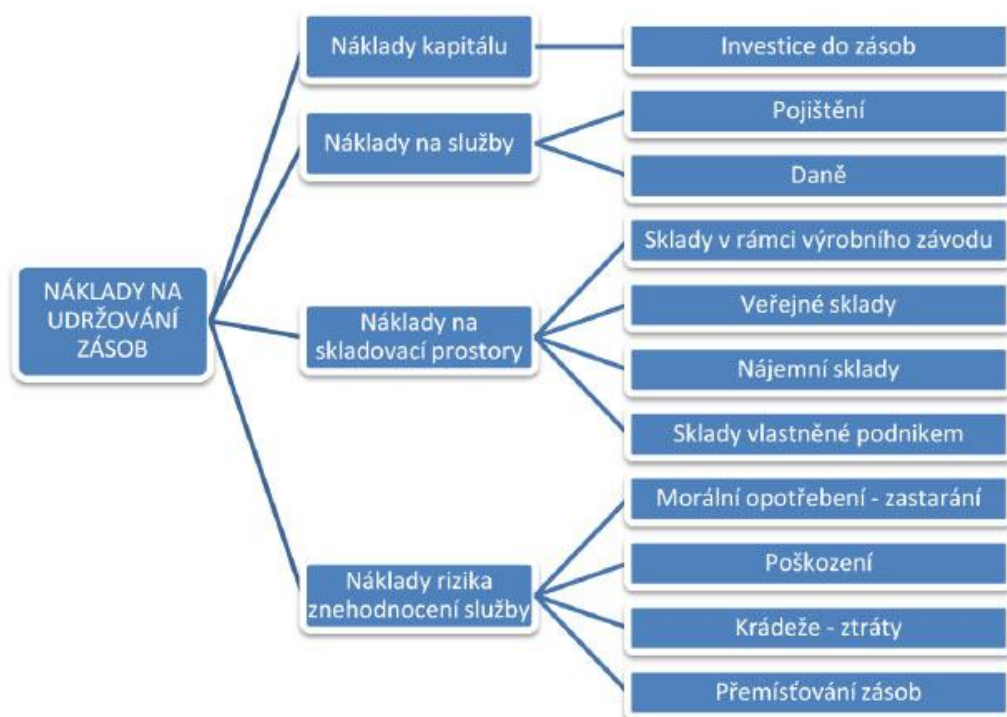 NÁKLADY NA
UDRŽOVÁNÍ
ZÁSOB
Náklady kapitálu
Investice do zásob
Náklady na služby
Pojištění
Daně
Náklady na
skladovací prostory
Sklady v rámci výrobního závodu
Veřejné sklady
Nájemní sklady
Sklady vlastněné podnikem
Náklady rizika
znehodnocení služby
Morální opotřebení - zastarání
Poškození
Krádeže - ztráty
Přemísťování zásob